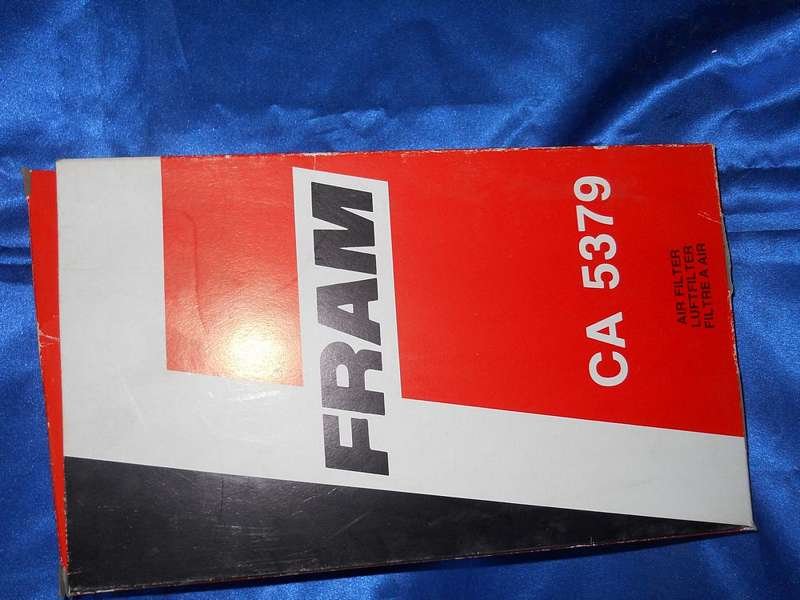 FRAM
CA 5379
AIR FILTER
LUFTFILTER
FILTRE A AIR